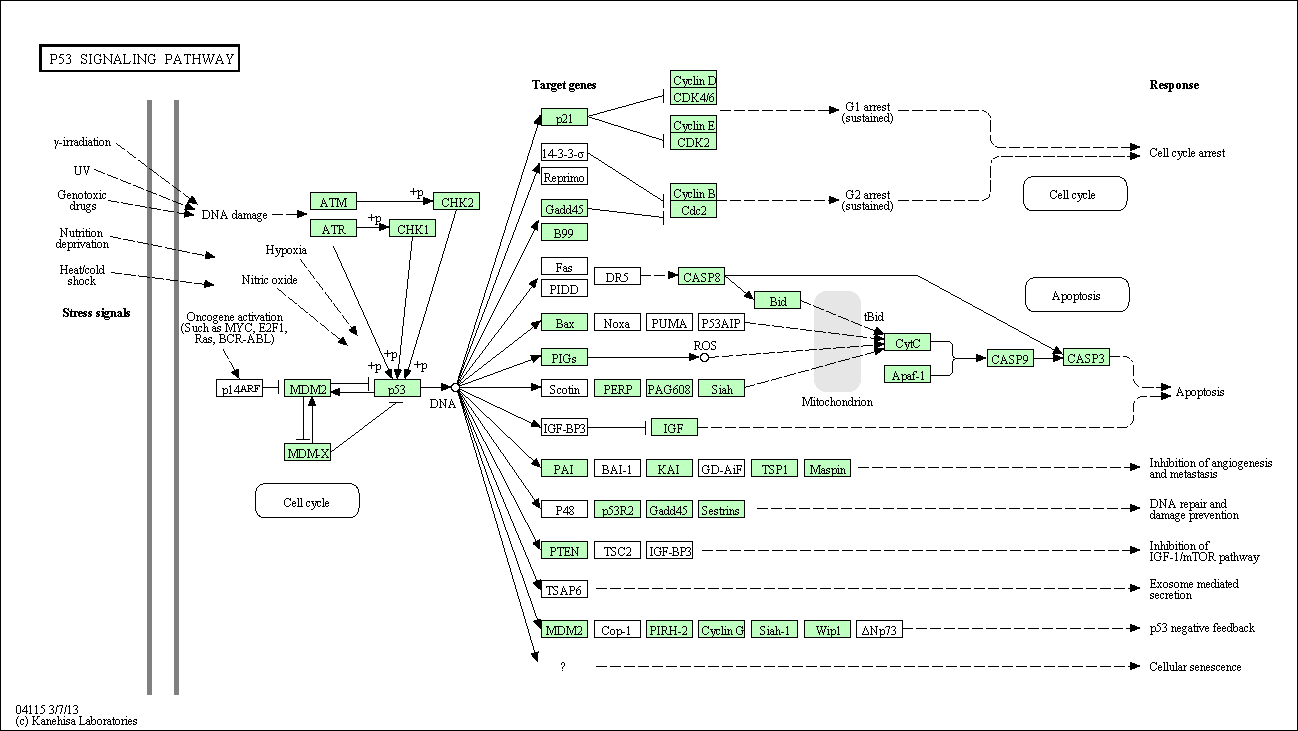 P53 SIGNALING PATHWAY
Target genes
Response
γ-irradiation
UV
Genotoxic
drugs
Nutrition
deprivation
Heat/cold
shock
Stress signals
DNA damage
ATM
+p
CHK2
ATR
+p
CHK1
Hypoxia
Nitric oxide
Oncogene activation
(Such as MYC, E2F1,
Ras, BCR-ABL)
+p
+p
+p
p14ARF
MDM2
p53
DNA
MDM-X
Cell cycle
p21
Cyclin D
CDK4/6
Cyclin E
CDK2
G1 arrest
(sustained)
14-3-3-σ
Reprimo
Cyclin B
Cdc2
G2 arrest
(sustained)
Gadd45
B99
Cell cycle arrest
Cell cycle
Fas
PIDD
DR5
CASP8
Bid
tBid
Apoptosis
Bax
Noxa
PUMA
P53AIP
CytC
PIGs
ROS
CASP9
CASP3
Apaf-1
Scotin
PERP
PAG608
Siah
Mitochondrion
Apoptosis
IGF-BP3
IGF
PAI
BAI-1
KAI
GD-AiF
TSP1
Maspin
Inhibition of angiogenesis
and metastasis
P48
p53R2
Gadd45
Sestrins
DNA repair and
damage prevention
PTEN
TSC2
IGF-BP3
Inhibition of
IGF-1/mTOR pathway
TSAP6
Exosome mediated
secretion
MDM2
Cop-1
PIRH-2
Cyclin G
Siah-1
Wip1
ΔNp73
p53 negative feedback
?
Cellular senescence
04115 3/7/13
(c) Kanehisa Laboratories